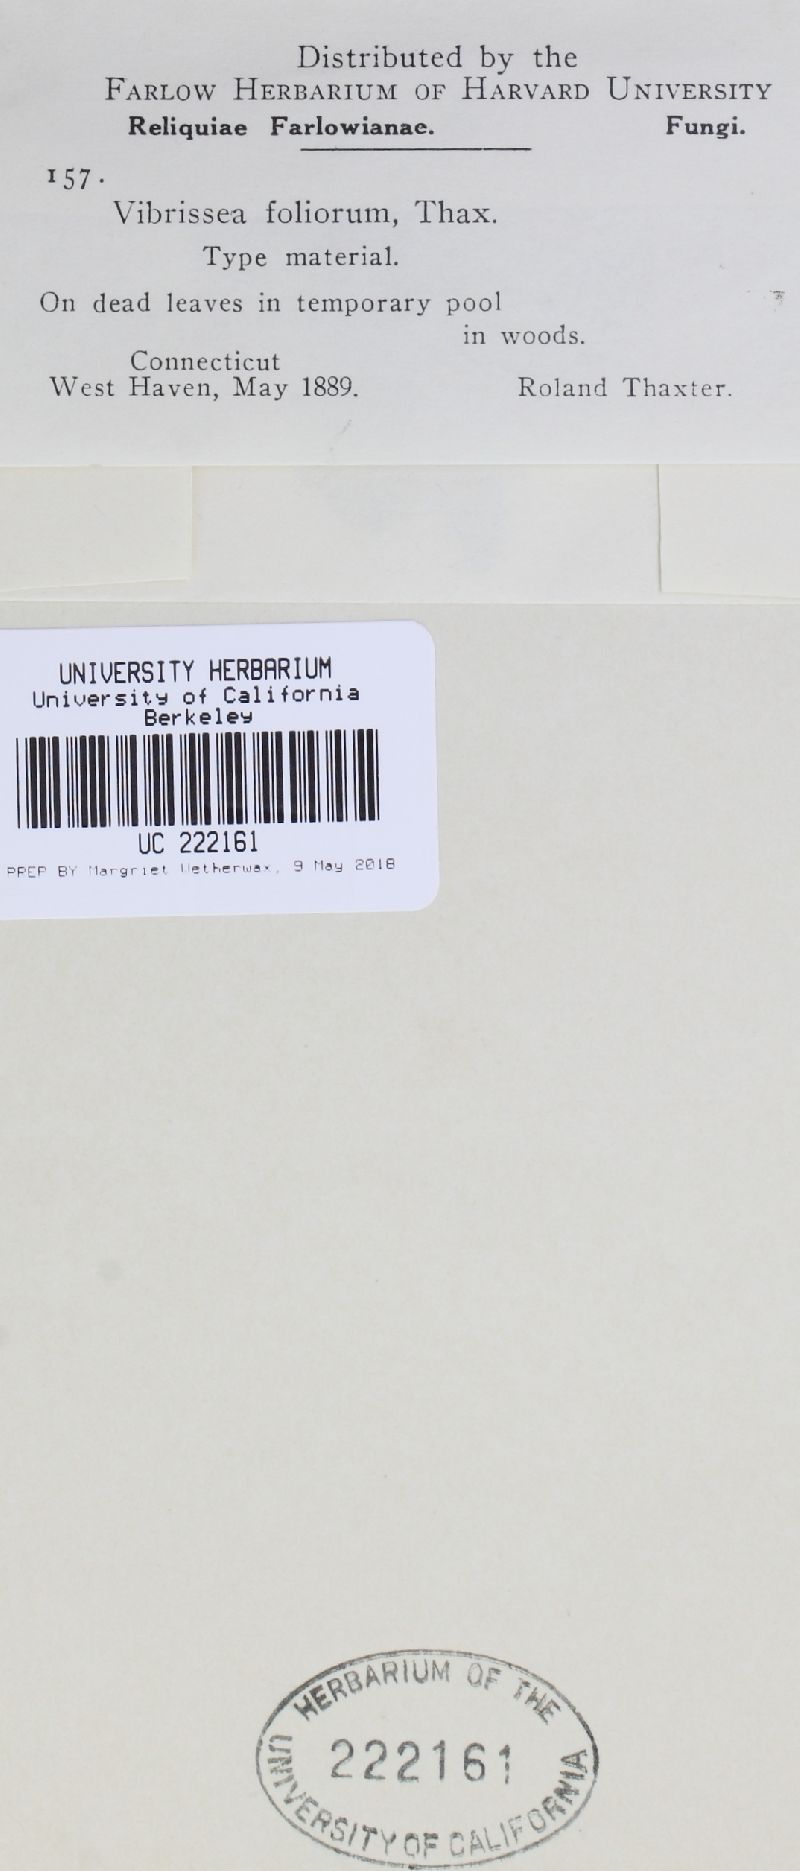 Distributed by the
FARLOW HERBARIUM OF HARVARD UNIVERSITY
Reliquiae Farlowianae. Fungi.
157.
Vibrissea foliorum, Thax.
Type material.
On dead leaves in temporary pool
in woods.
Connecticut
West Haven, May 1889. Roland Thaxter.
UNIVERSITY HERBARIUM
University of California
Berkeley
UC 222161
PREP BY Margriet Wetherwax, 9 May 2018
HERBARIUM OF THE
222161
UNIVERSITY OF CALIFORNIA